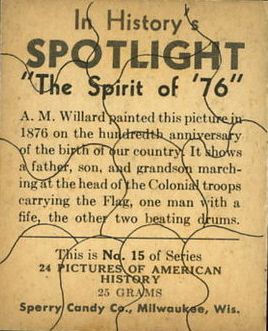 In History's
SPOTLIGHT
"The Spirit of '76"
A. M. Willard painted this picture in
1876 on the hundredth anniversary
of the birth of our country. It shows
a father, son, and grandson march-
ing at the head of the Colonial troops
carrying the Flag, one man with a
fife, the other two beating drums.
This is No. 15 of Series
24 PICTURES OF AMERICAN
HISTORY
25 GRAMS
Sperry Candy Co., Milwaukee, Wis.